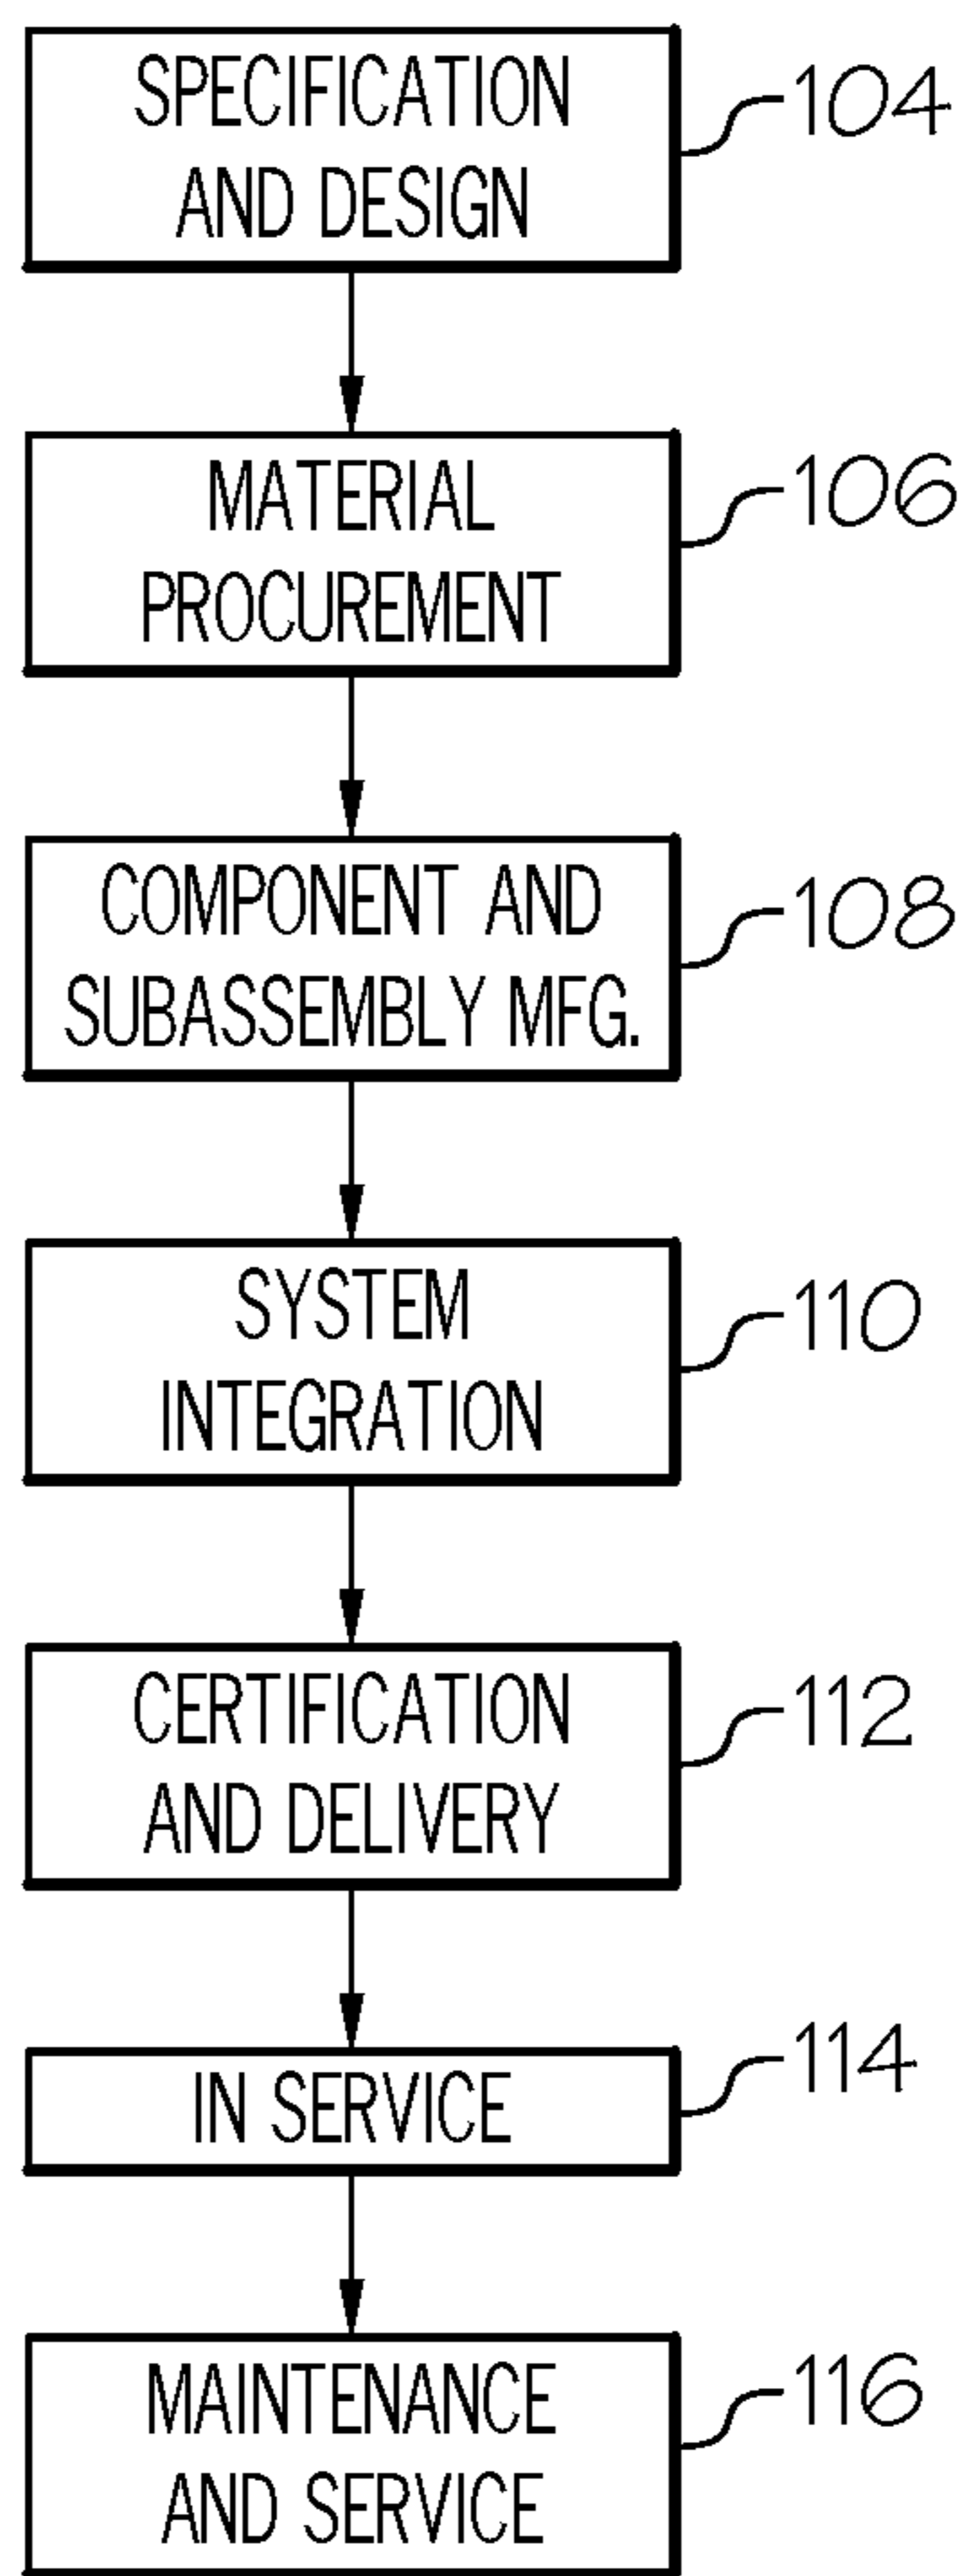 SPECIFICATION
AND DESIGN
104
MATERIAL
PROCUREMENT
106
COMPONENT AND
SUBASSEMBLY MFG.
108
SYSTEM
INTEGRATION
110
CERTIFICATION
AND DELIVERY
112
IN SERVICE
114
MAINTENANCE
AND SERVICE
116